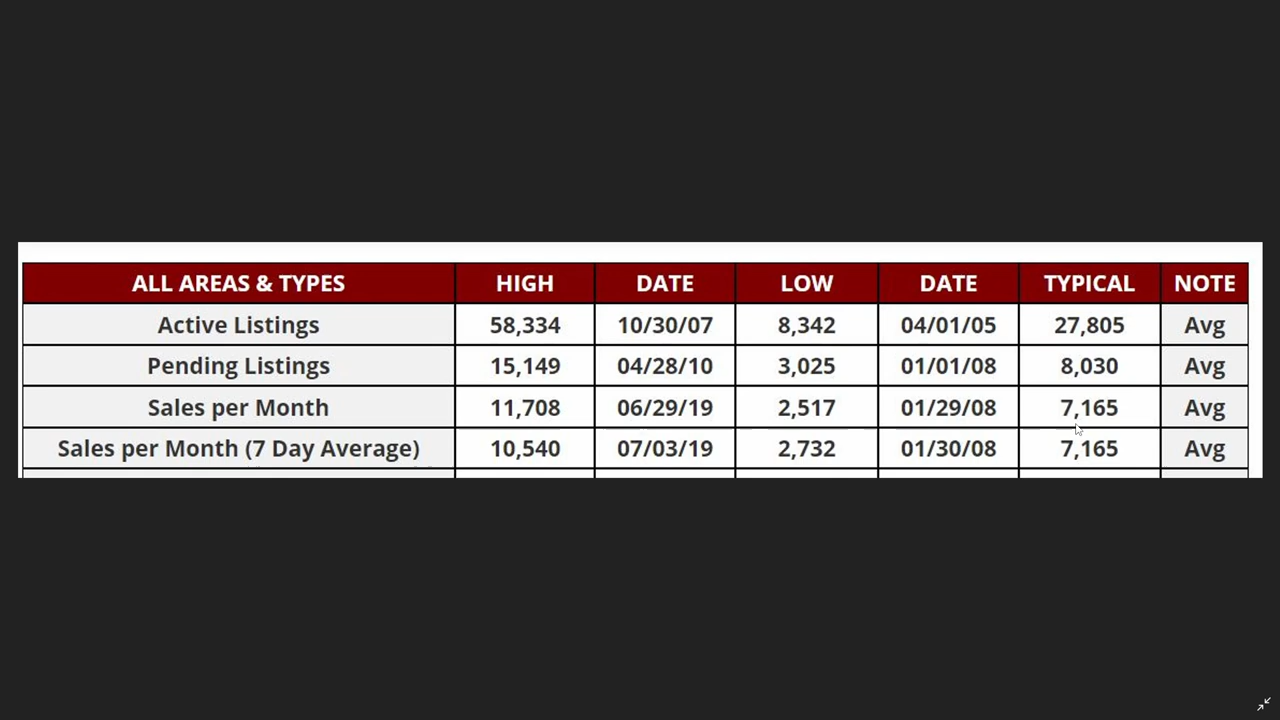 ALL AREAS & TYPES HIGH DATE LOW DATE TYPICAL NOTE
Active Listings 58,334 10/30/07 8,342 04/01/05 27,805 Avg
Pending Listings 15,149 04/28/10 3,025 01/01/08 8,030 Avg
Sales per Month 11,708 06/29/19 2,517 01/29/08 7,165 Avg
Sales per Month (7 Day Average) 10,540 07/03/19 2,732 01/30/08 7,165 Avg